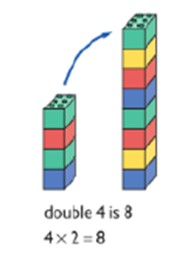 double 4 is 8
4 × 2 = 8